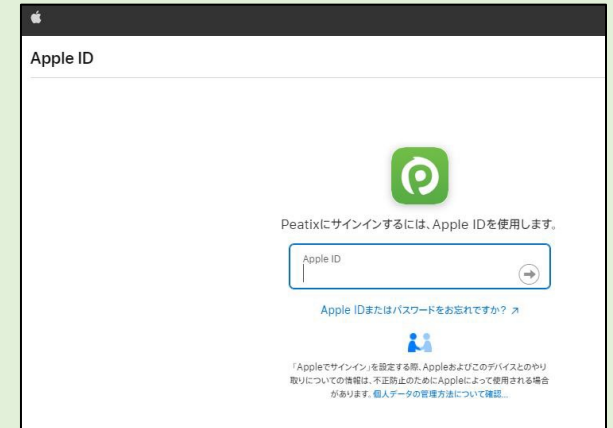 Apple ID
Peatixにサインインするには、Apple IDを使用します。
Apple ID
Apple IDまたはパスワードをお忘れですか？ ↗
「Appleでサインイン」を設定する際、Appleおよびこのデバイスとのやり
取りについての情報は、不正防止のためにAppleによって使用される場合
があります。個人データの管理方法について確認...